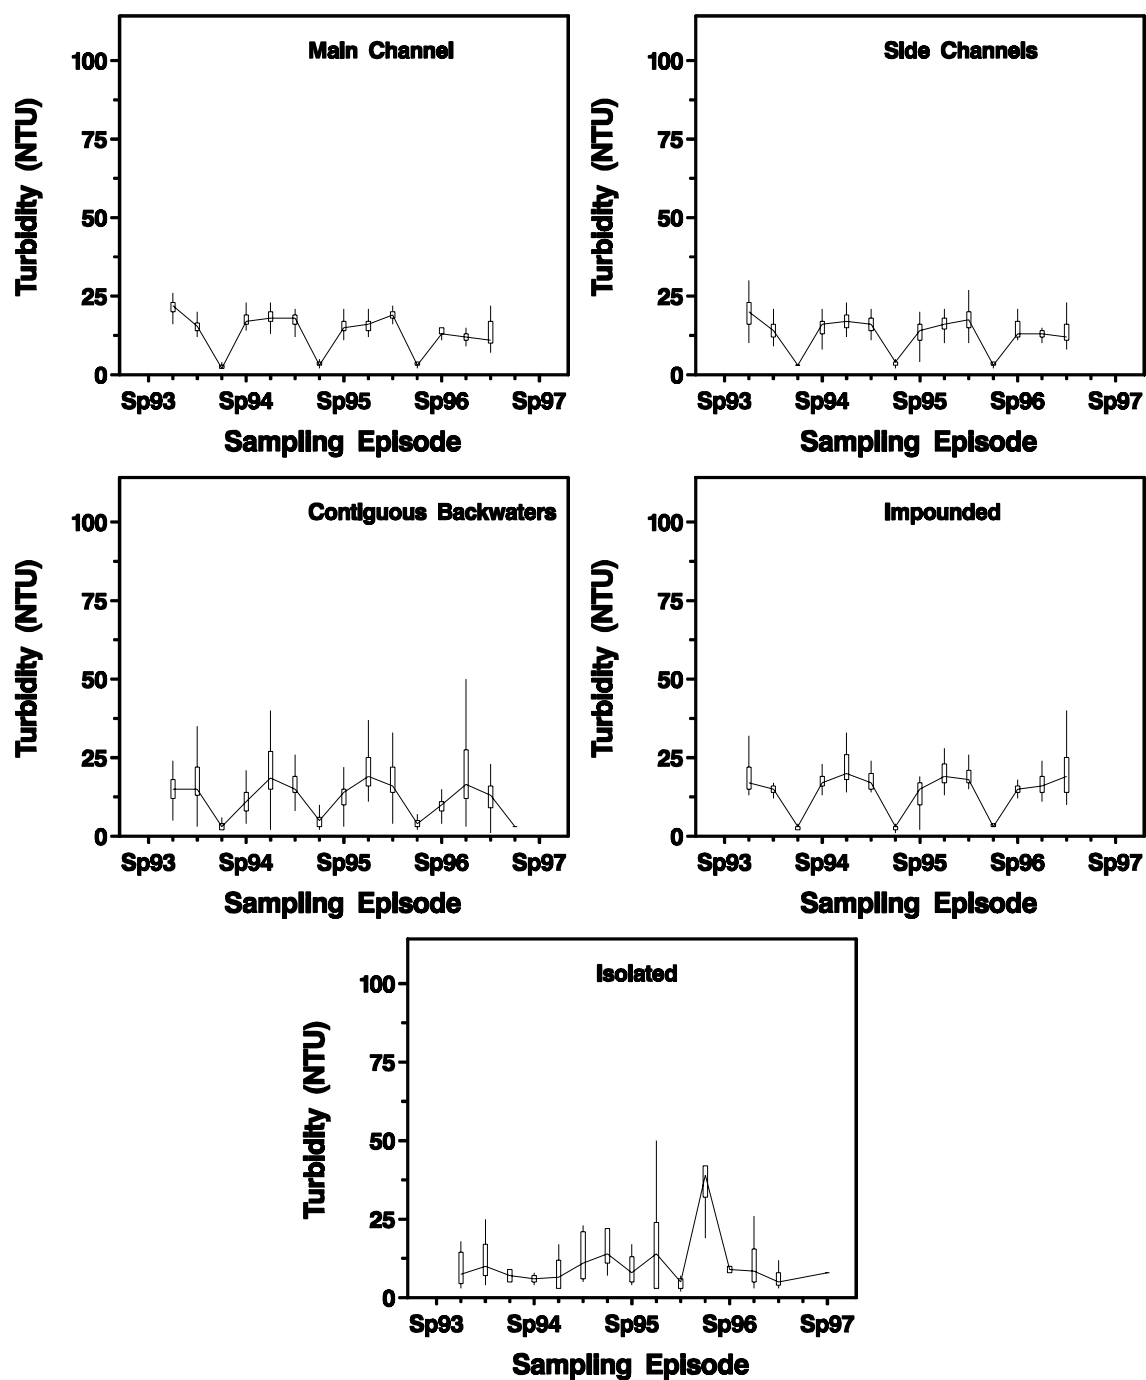 Main Channel
100
75
50
25
0
Turbidity (NTU)
Sp93 Sp94 Sp95 Sp96 Sp97
Sampling Episode
Side Channels
100
75
50
25
0
Turbidity (NTU)
Sp93 Sp94 Sp95 Sp96 Sp97
Sampling Episode
Contiguous Backwaters
100
75
50
25
0
Turbidity (NTU)
Sp93 Sp94 Sp95 Sp96 Sp97
Sampling Episode
Impounded
100
75
50
25
0
Turbidity (NTU)
Sp93 Sp94 Sp95 Sp96 Sp97
Sampling Episode
Isolated
100
75
50
25
0
Turbidity (NTU)
Sp93 Sp94 Sp95 Sp96 Sp97
Sampling Episode